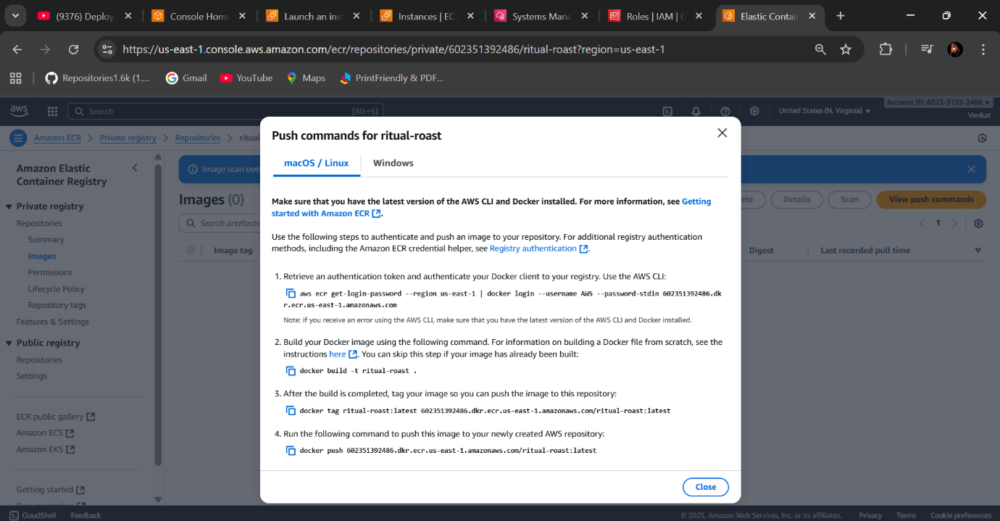 (9376) Deploy
Console Hom
Launch an inst
Instances | EC
Systems Mana
Roles | IAM | G
Elastic Contain
https://us-east-1.console.aws.amazon.com/ecr/repositories/private/602351392486/ritual-roast?region=us-east-1
Repositories1.6k (1....
Gmail
YouTube
Maps
PrintFriendly & PDF...
aws
Search
[Alt+S]
United States (N. Virginia)
Account ID: 6023-5139-2486
Venkat
Amazon ECR
Private registry
Repositories
ritual
Amazon Elastic
Container Registry
Private registry
Repositories
Summary
Images
Permissions
Lifecycle Policy
Repository tags
Features & Settings
Public registry
Repositories
Settings
ECR public gallery
Amazon ECS
Amazon EKS
Getting started
Documentation
Image scan ove
Images (0)
ete
Details
Scan
View push commands
Search artefacts
1
Image tag
Digest
Last recorded pull time
Push commands for ritual-roast
macOS / Linux
Windows
Make sure that you have the latest version of the AWS CLI and Docker installed. For more information, see Getting
started with Amazon ECR .
Use the following steps to authenticate and push an image to your repository. For additional registry authentication
methods, including the Amazon ECR credential helper, see Registry authentication .
1. Retrieve an authentication token and authenticate your Docker client to your registry. Use the AWS CLI:
aws ecr get-login-password --region us-east-1 | docker login --username AWS --password-stdin 602351392486.dk
r.ecr.us-east-1.amazonaws.com
Note: if you receive an error using the AWS CLI, make sure that you have the latest version of the AWS CLI and Docker installed.
2. Build your Docker image using the following command. For information on building a Docker file from scratch, see the
instructions here . You can skip this step if your image has already been built:
docker build -t ritual-roast .
3. After the build is completed, tag your image so you can push the image to this repository:
docker tag ritual-roast:latest 602351392486.dkr.ecr.us-east-1.amazonaws.com/ritual-roast:latest
4. Run the following command to push this image to your newly created AWS repository:
docker push 602351392486.dkr.ecr.us-east-1.amazonaws.com/ritual-roast:latest
Close
CloudShell
Feedback
© 2025, Amazon Web Services, Inc. or its affiliates.
Privacy
Terms
Cookie preferences